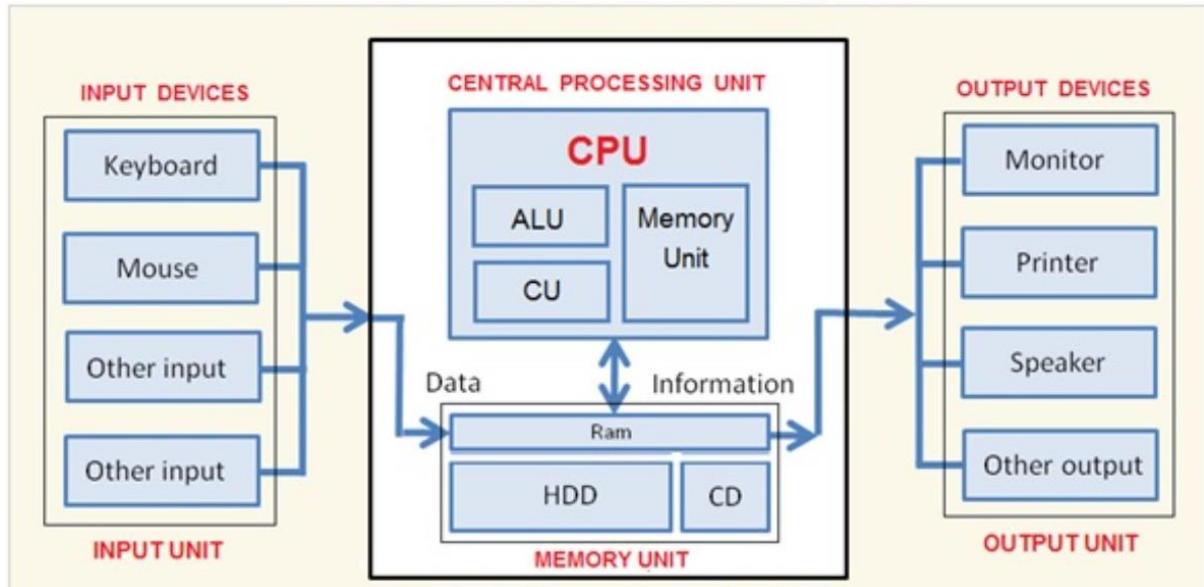 INPUT DEVICES
Keyboard
Mouse
Other input
Other input
INPUT UNIT
CENTRAL PROCESSING UNIT
CPU
ALU
CU
Memory
Unit
Data
Information
Ram
HDD
CD
MEMORY UNIT
OUTPUT DEVICES
Monitor
Printer
Speaker
Other output
OUTPUT UNIT